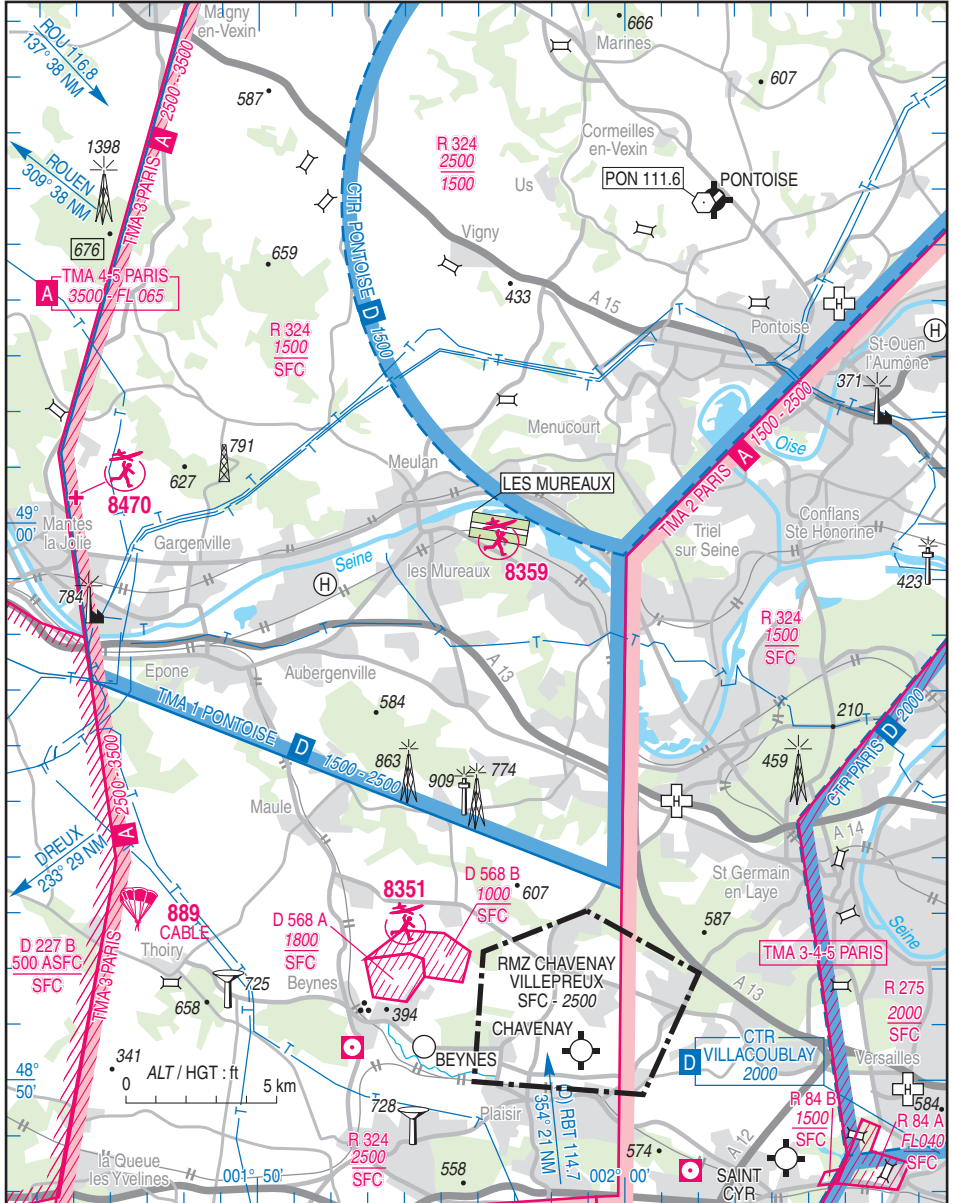 Magny
en-Vexin
666
Marines
ROU 116.8
137° 38 NM
607
587
2500-3500
A
TMA 3 PARIS
R 324
2500
1500
Cormeilles
en-Vexin
1398
ROUEN
309° 38 NM
PON 111.6
PONTOISE
Us
676
Vigny
659
A
TMA 4-5 PARIS
3500 - FL 065
CTR PONTOISE
D
1500
433
A 15
R 324
1500
SFC
Pontoise
H
St-Ouen
l'Aumône
H
371
Menucourt
Oise
1500 - 2500
A
TMA 2 PARIS
791
627
Meulan
8470
LES MUREAUX
49°
00'
Mantes
la Jolie
Gargenville
Seine
les Mureaux
8359
Triel
sur Seine
Conflans
Ste Honorine
423
784
H
R 324
1500
SFC
Epone
Aubergenville
A 13
584
210
TMA 1 PONTOISE
D
1500 - 2500
863
909
774
459
CTR PARIS
D
2000
2500-3500
A
TMA 3 PARIS
Maule
H
A 14
DREUX
233° 29 NM
St Germain
en Laye
8351
D 568 B
1000
SFC
607
587
889
CABLE
D 568 A
1800
SFC
Seine
D 227 B
500 ASFC
SFC
Thoiry
TMA 3-4-5 PARIS
Beynes
RMZ CHAVENAY
VILLEPREUX
SFC - 2500
A 13
R 275
2000
SFC
725
658
394
CHAVENAY
BEYNES
D
CTR
VILLACOUBLAY
2000
Versailles
341
ALT / HGT : ft
0
5 km
48°
50'
H
584
728
Plaisir
D) RBT 114.7
354° 21 NM
R 84 B
1500
SFC
R 84 A
FL040
SFC
R 324
2500
SFC
A 12
la Queue
les Yvelines
001° 50'
558
002° 00'
574
SAINT
CYR